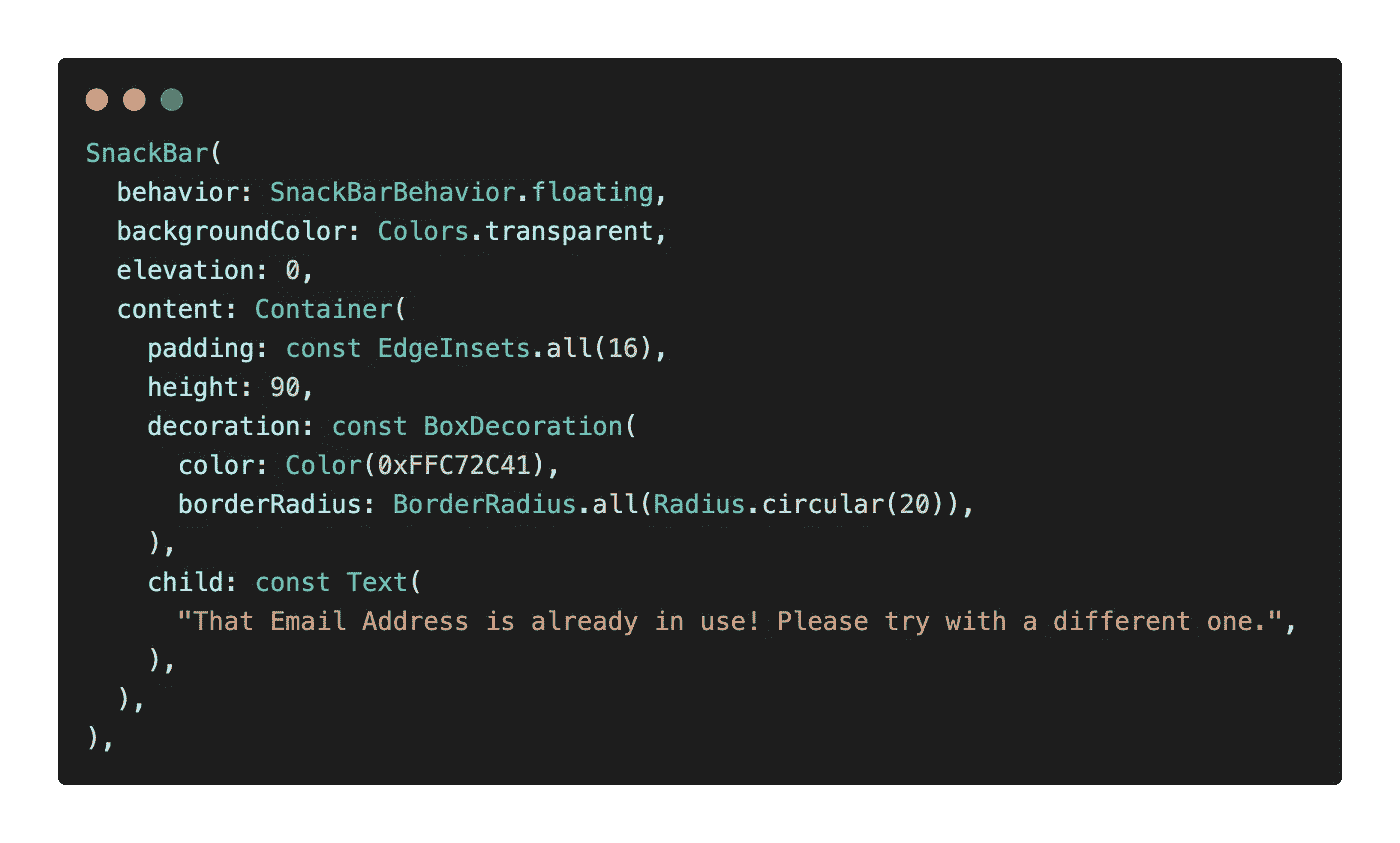 SnackBar(
  behavior: SnackBarBehavior.floating,
  backgroundColor: Colors.transparent,
  elevation: 0,
  content: Container(
    padding: const EdgeInsets.all(16),
    height: 90,
    decoration: const BoxDecoration(
      color: Color(0xFFC72C41),
      borderRadius: BorderRadius.all(Radius.circular(20)),
    ),
    child: const Text(
      "That Email Address is already in use! Please try with a different one.",
    ),
  ),
),